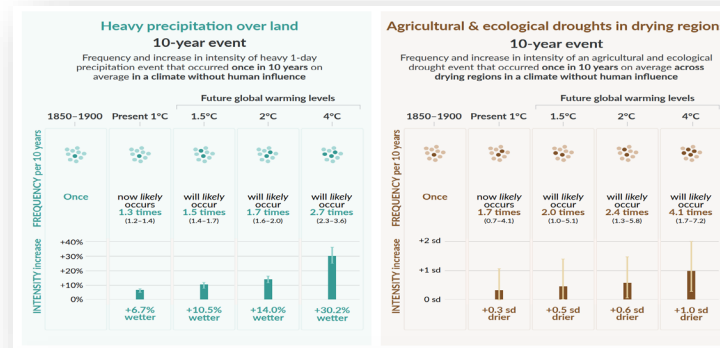 Heavy precipitation over land
10-year event
Frequency and increase in intensity of heavy 1-day
precipitation event that occurred once in 10 years on
average in a climate without human influence
Future global warming levels
1850–1900 Present 1°C 1.5°C 2°C 4°C
FREQUENCY per 10 years
Once
now likely occurs 1.3 times (1.2–1.4)
will likely occur 1.5 times (1.4–1.7)
will likely occur 1.7 times (1.6–2.0)
will likely occur 2.7 times (2.3–3.6)
INTENSITY increase
+40%
+30%
+20%
+10%
0%
+6.7% wetter
+10.5% wetter
+14.0% wetter
+30.2% wetter
Agricultural & ecological droughts in drying region
10-year event
Frequency and increase in intensity of an agricultural and ecological
drought event that occurred once in 10 years on average across
drying regions in a climate without human influence
Future global warming levels
1850–1900 Present 1°C 1.5°C 2°C 4°C
FREQUENCY per 10 years
Once
now likely occurs 1.7 times (0.7–4.1)
will likely occur 2.0 times (1.0–5.1)
will likely occur 2.4 times (1.3–5.8)
will likely occur 4.1 times (1.7–7.2)
INTENSITY increase
+2 sd
+1 sd
0 sd
+0.3 sd drier
+0.5 sd drier
+0.6 sd drier
+1.0 sd drier